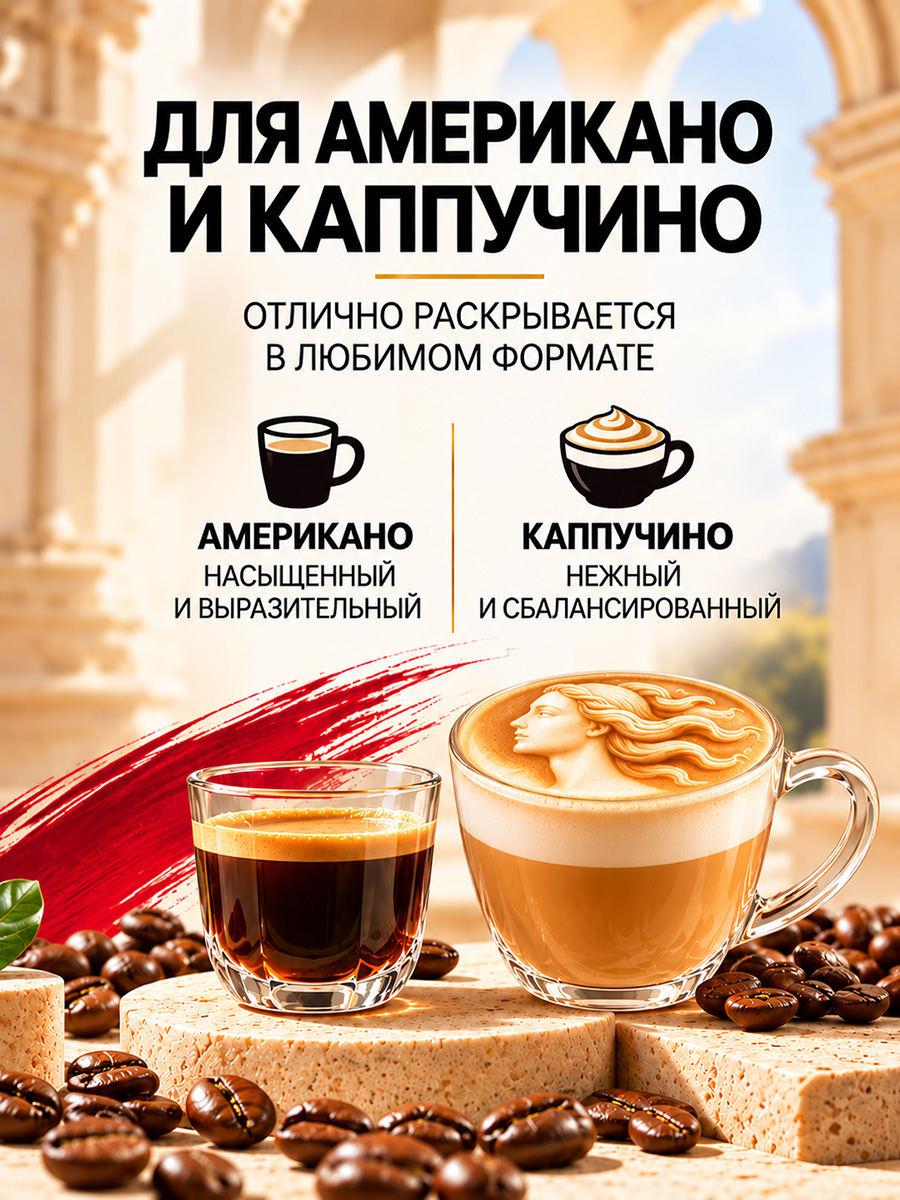 ДЛЯ АМЕРИКАНО
И КАППУЧИНО
ОТЛИЧНО РАСКРЫВАЕТСЯ
В ЛЮБИМОМ ФОРМАТЕ
АМЕРИКАНО
НАСЫЩЕННЫЙ
И ВЫРАЗИТЕЛЬНЫЙ
КАППУЧИНО
НЕЖНЫЙ
И СБАЛАНСИРОВАННЫЙ